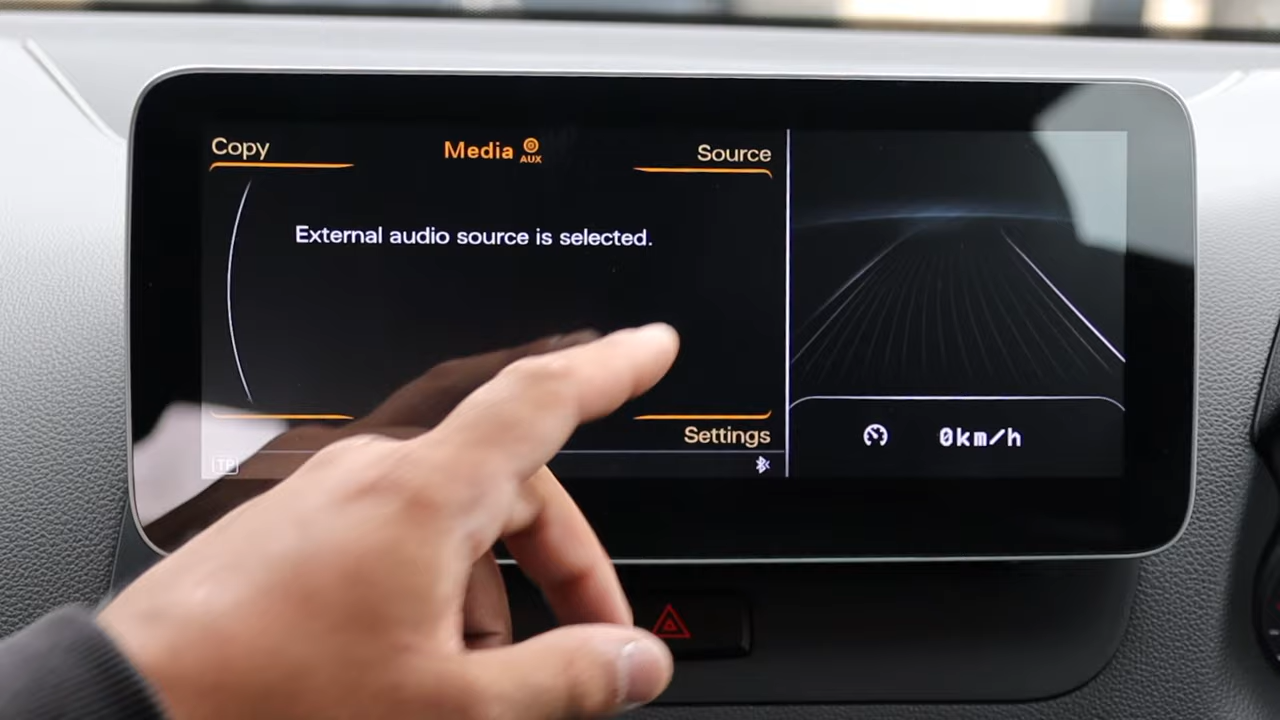 Copy
Media AUX
Source
External audio source is selected.
Settings
TP
0km/h